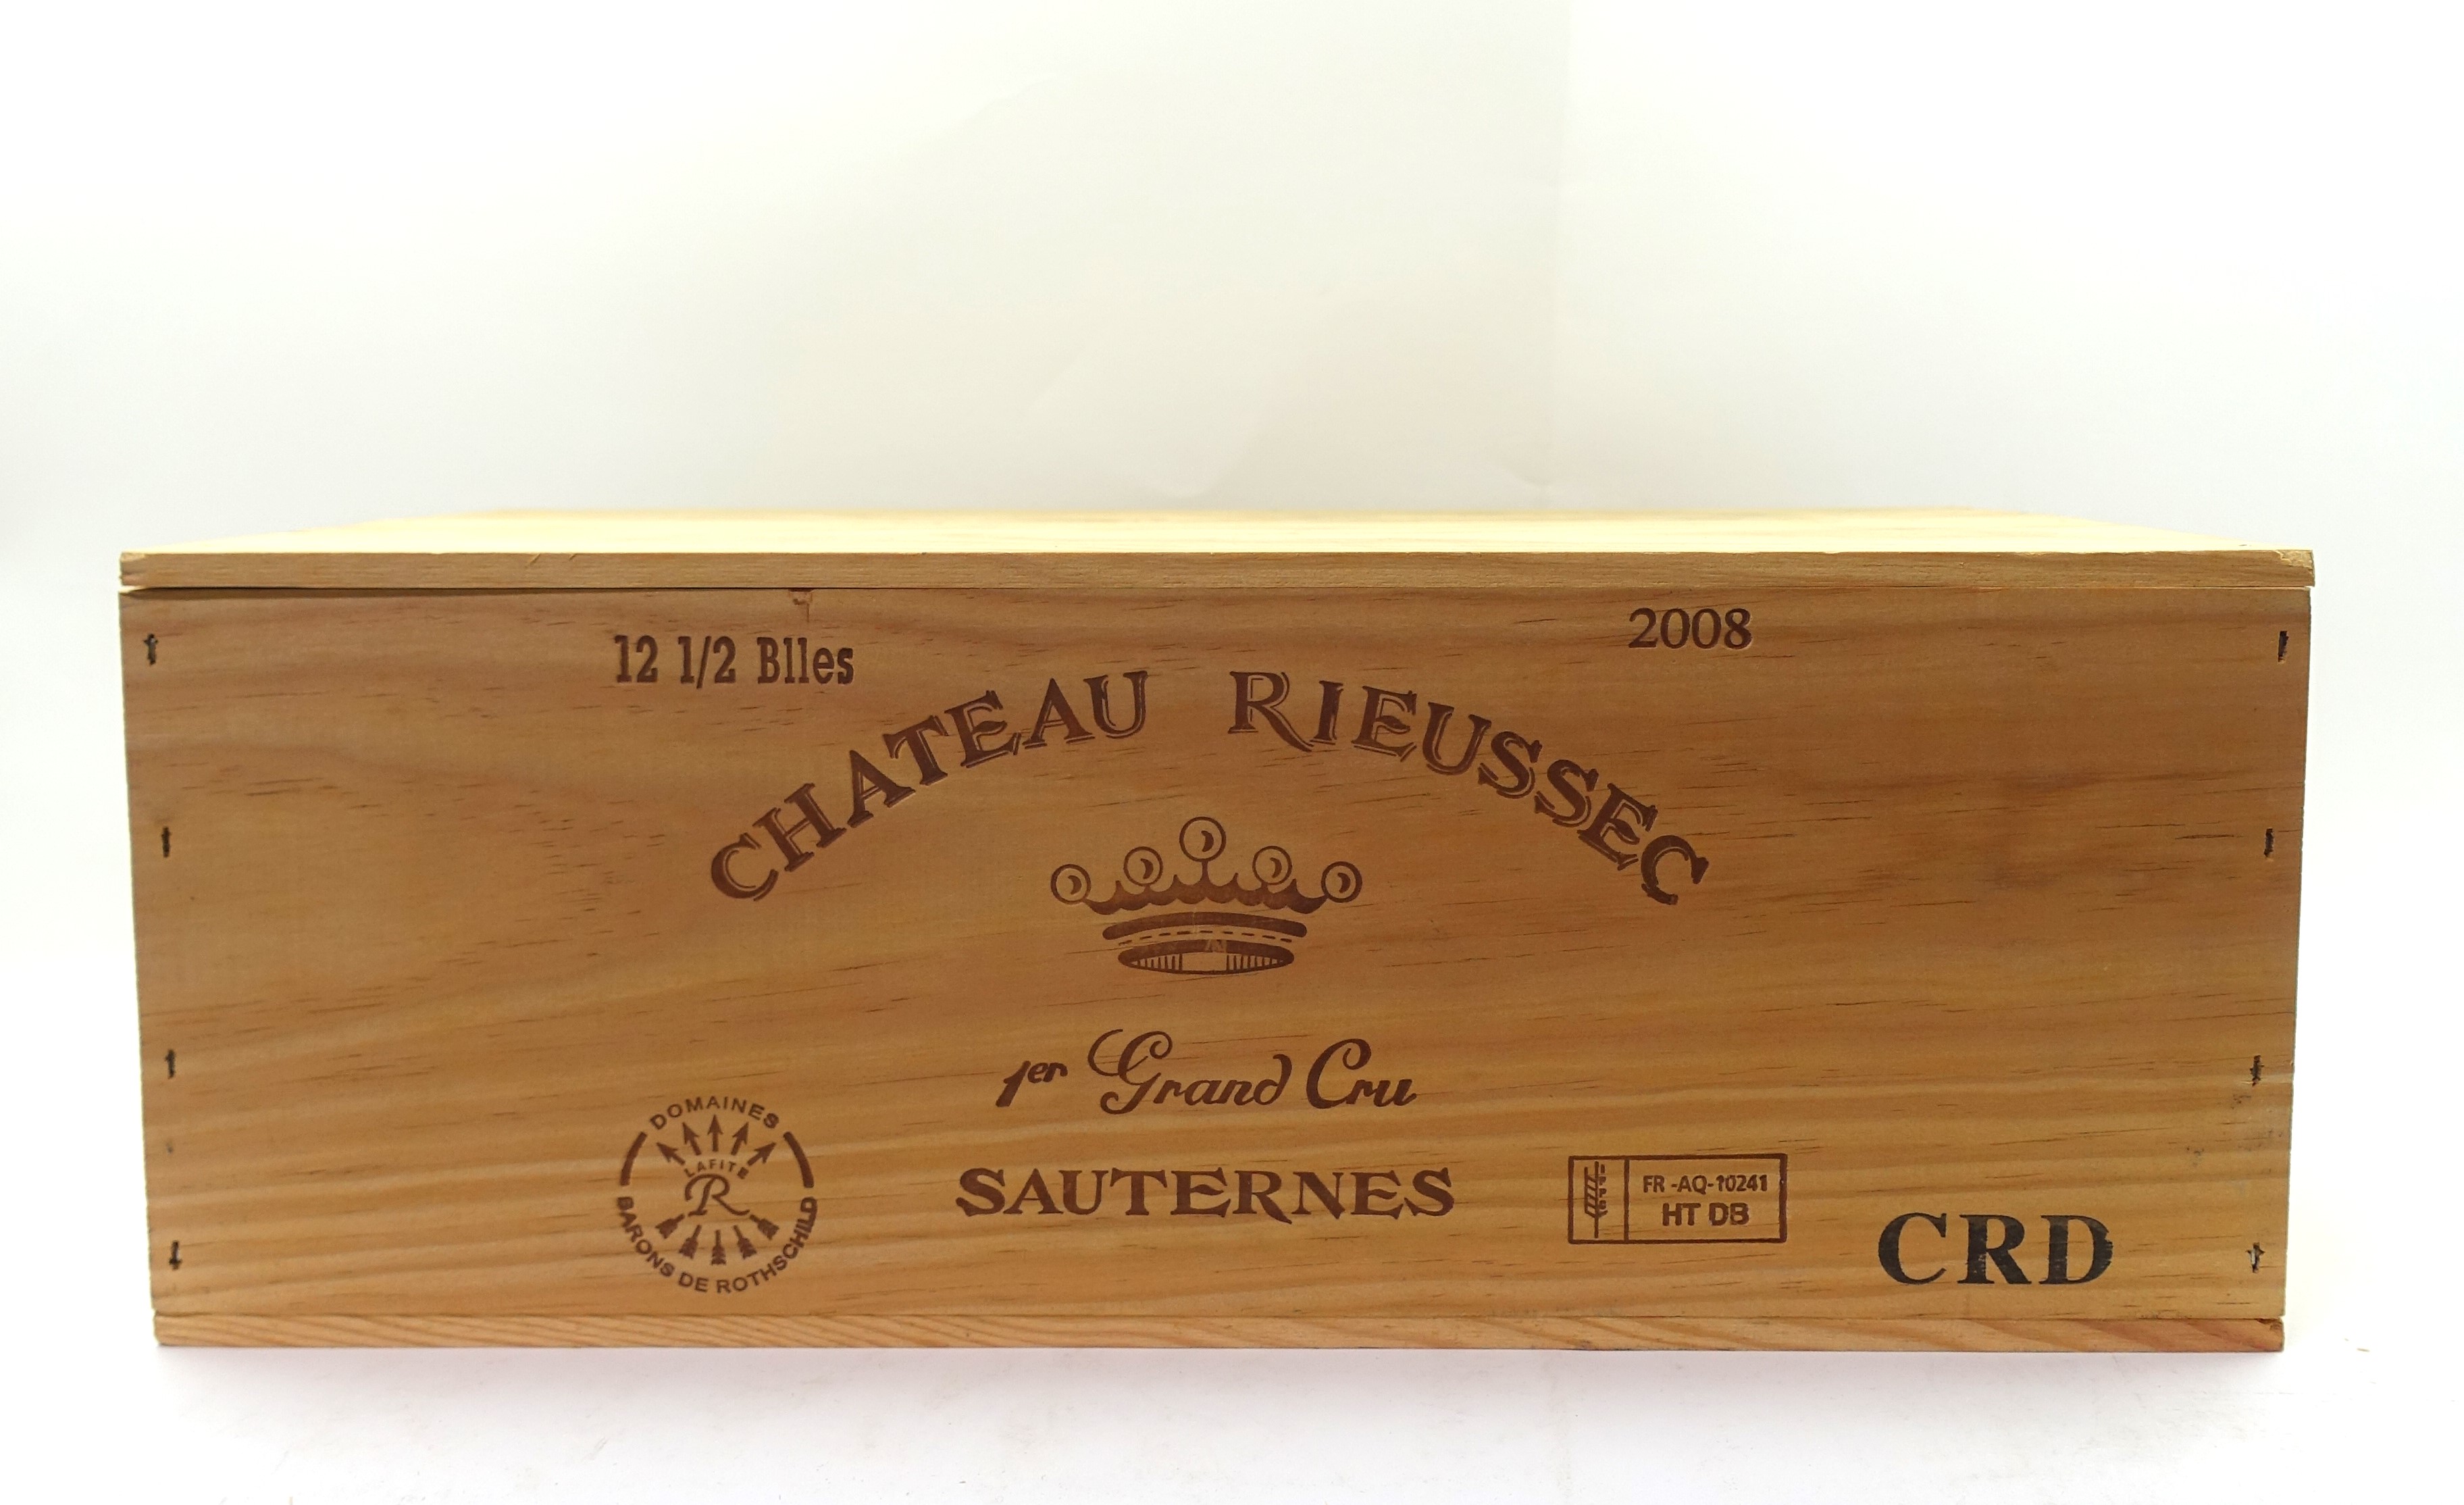 12 1/2 Blles
2008
CHATEAU RIEUSSEC
1er Grand Cru
SAUTERNES
DOMAINES
LAFITE
R
BARONS DE ROTHSCHILD
FR -AQ-10241
HT DB
CRD